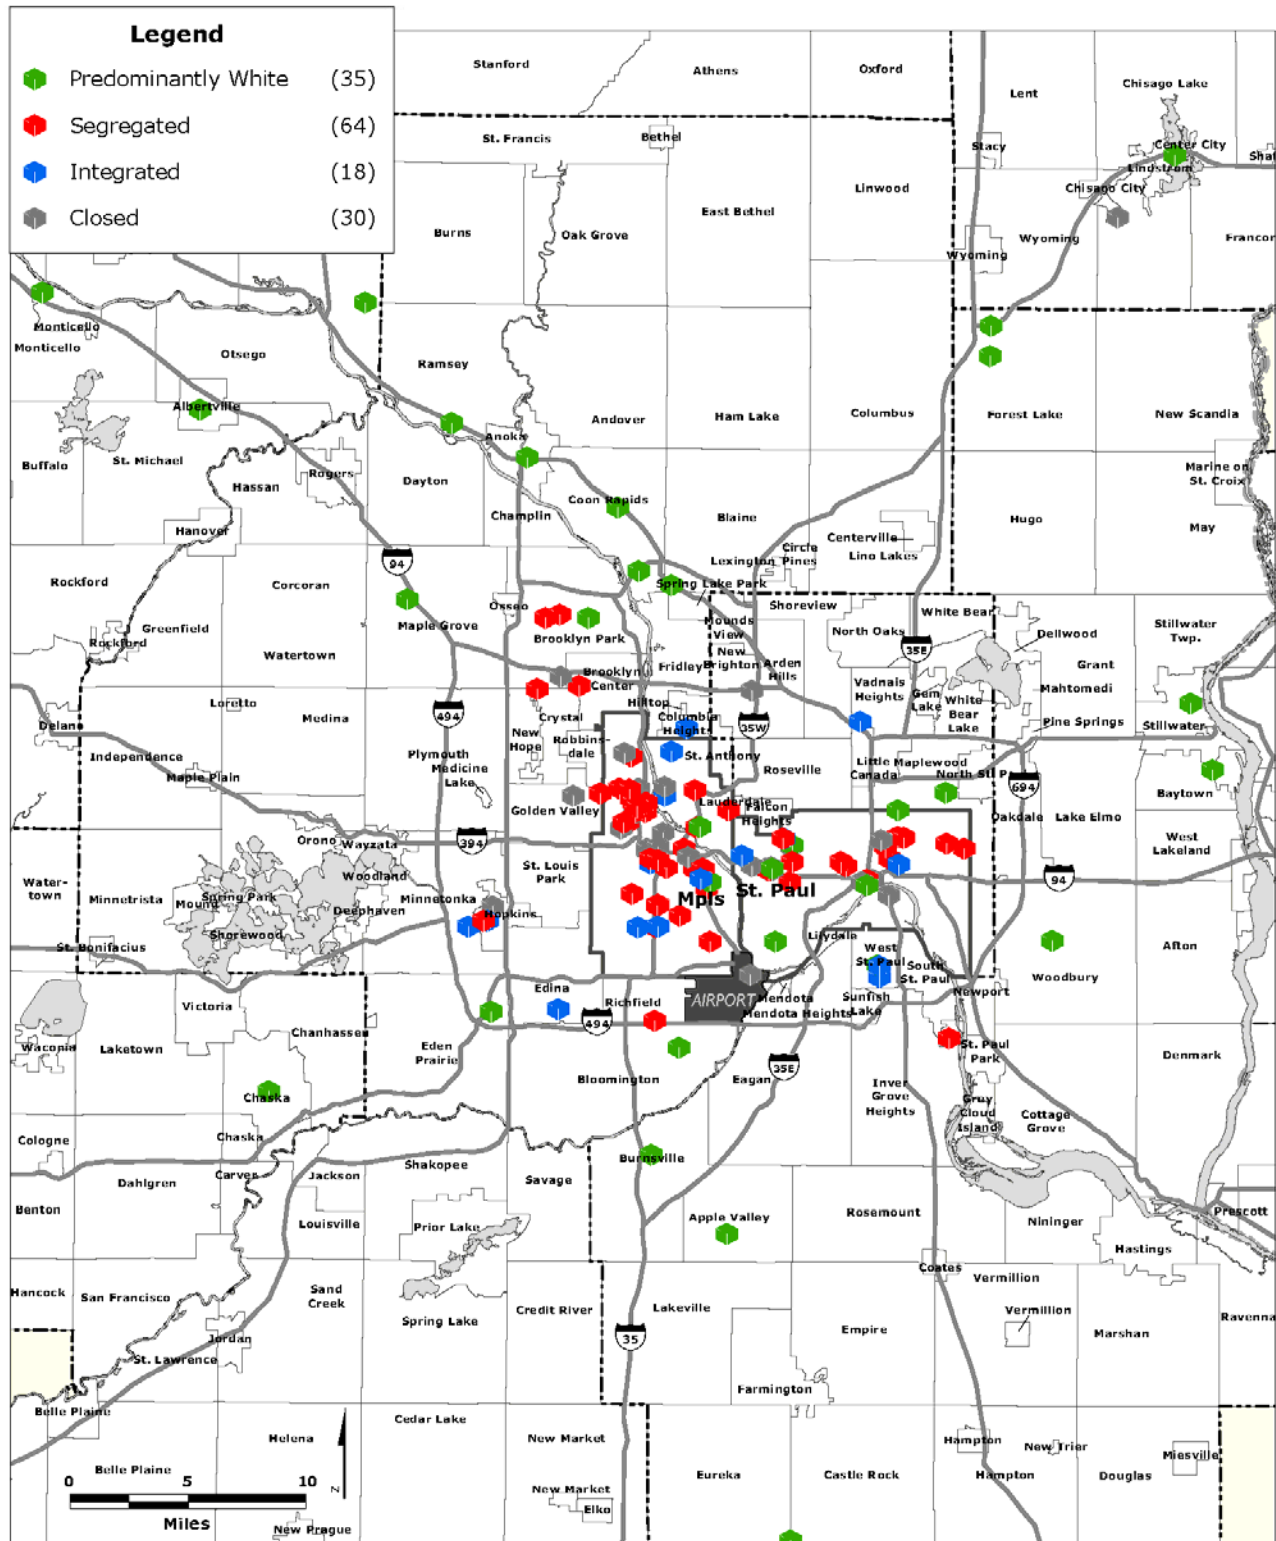 Legend
Predominantly White (35)
Segregated (64)
Integrated (18)
Closed (30)
Stanford
Athens
Oxford
Lent
Chisago Lake
St. Francis
Bethel
Stacy
Center City
Lindstrom
Chisago City
Linwood
East Bethel
Burns
Oak Grove
Wyoming
Wyoming
Francon
Monticello
Monticello
Otsego
Ramsey
Albertville
Andover
Ham Lake
Columbus
Forest Lake
New Scandia
Anoka
Buffalo
St. Michael
Rogers
Hassan
Dayton
Coon Rapids
Marine on
St. Croix
Champlin
Blaine
Hugo
May
Hanover
Centerville
Circle
Pines
Lino Lakes
Lexington
94
Rockford
Corcoran
Spring Lake Park
Osseo
Shoreview
White Bear
Maple Grove
Greenfield
Rockford
Brooklyn Park
Mounds
View
North Oaks
Dellwood
Stillwater
Twp.
35E
Watertown
Fridley
New
Brighton
Arden
Hills
Grant
Brooklyn
Center
Vadnais
Heights
Gem
Lake
White
Bear
Lake
Mahtomedi
Loretto
Medina
494
Hilltop
Columbia
Heights
35W
Pine Springs
Stillwater
Delano
Crystal
New
Hope
Robbins-
dale
Independence
Plymouth
Medicine
Lake
St. Anthony
Roseville
Little
Canada
Maplewood
North St P
694
Maple Plain
Baytown
Golden Valley
Lauderdale
Falcon
Heights
Oakdale
Lake Elmo
Orono
Wayzata
394
West
Lakeland
St. Louis
Park
Woodland
94
Water-
town
Minnetrista
Mound
Spring Park
Minnetonka
Mpls
St. Paul
Deephaven
Hopkins
Shorewood
Lilydale
St. Bonifacius
West
St. Paul
South
St. Paul
Woodbury
Afton
Victoria
Edina
Richfield
AIRPORT
Mendota
Mendota Heights
Sunfish
Lake
Newport
494
Waconia
Laketown
Chanhassen
Eden
Prairie
St. Paul
Park
Denmark
Bloomington
Eagan
35E
Inver
Grove
Heights
Chaska
Grey
Cloud
Island
Cottage
Grove
Cologne
Chaska
Burnsville
Shakopee
Carver
Jackson
Dahlgren
Savage
Benton
Louisville
Prior Lake
Apple Valley
Rosemount
Nininger
Prescott
Hastings
Coates
Vermillion
Hancock
San Francisco
Sand
Creek
Spring Lake
Credit River
Lakeville
Vermillion
Ravenna
Empire
Marshan
35
Jordan
St. Lawrence
Farmington
Belle Plaine
Cedar Lake
Helena
New Market
Hampton
New Trier
Miesville
Belle Plaine
Eureka
Castle Rock
Hampton
Douglas
New Market
Elko
0 5 10
Miles
N
New Prague